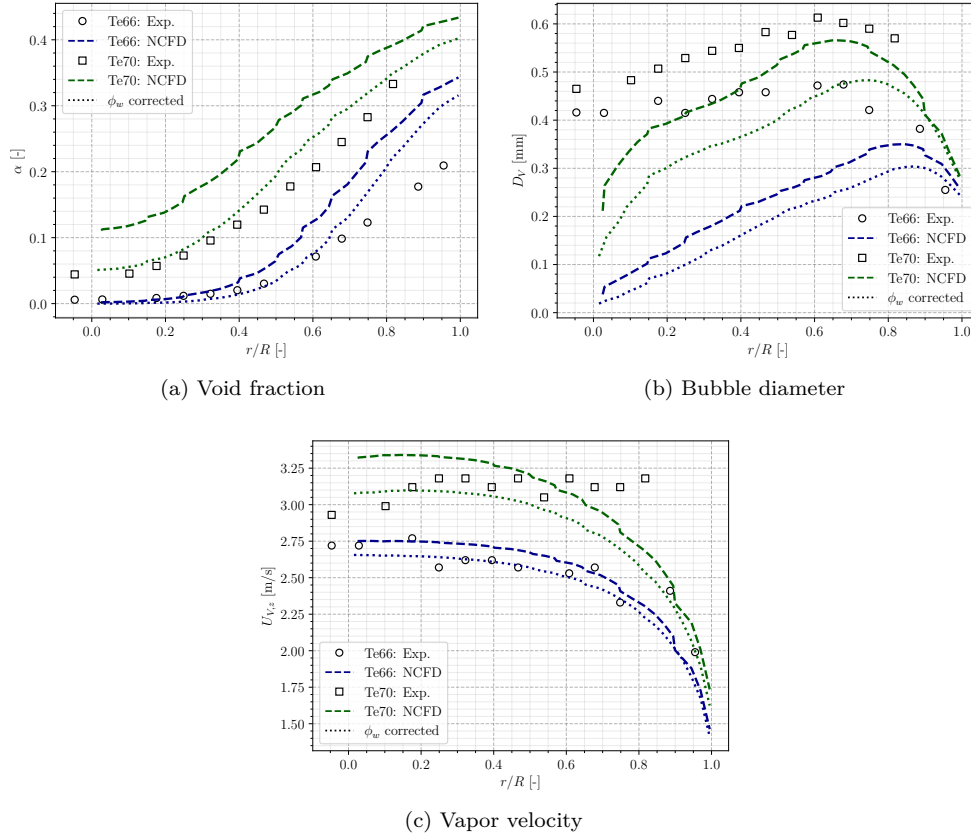 α [-]
0.4
0.3
0.2
0.1
0.0
Te66: Exp.
Te66: NCFD
Te70: Exp.
Te70: NCFD
ϕw corrected
0.0 0.2 0.4 0.6 0.8 1.0
r/R [-]
(a) Void fraction
DV [mm]
0.6
0.5
0.4
0.3
0.2
0.1
0.0
Te66: Exp.
Te66: NCFD
Te70: Exp.
Te70: NCFD
ϕw corrected
0.0 0.2 0.4 0.6 0.8 1.0
r/R [-]
(b) Bubble diameter
UV,z [m/s]
3.25
3.00
2.75
2.50
2.25
2.00
1.75
1.50
Te66: Exp.
Te66: NCFD
Te70: Exp.
Te70: NCFD
ϕw corrected
0.0 0.2 0.4 0.6 0.8 1.0
r/R [-]
(c) Vapor velocity